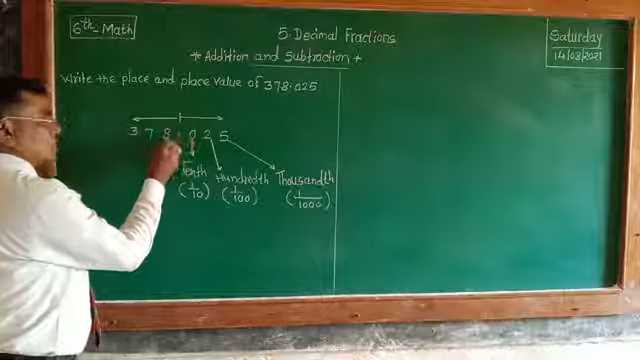 6th-Math
5. Decimal Fractions
Saturday
14/08/2021
* Addition and Subtraction *
Write the place and place value of 378.025
3 7 8 . 0 2 5
Tenth Hundredth Thousandth
(1/10) (1/100) (1/1000)